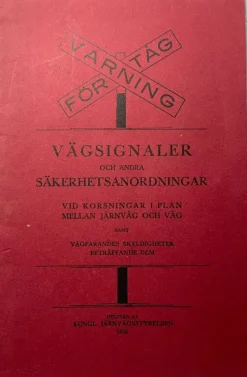 VARNING
FÖR TÅG
VÄGSIGNALER
OCH ANDRA
SÄKERHETSANORDNINGAR
VID KORSNINGAR I PLAN
MELLAN JÄRNVÄG OCH VÄG
SAMT
VÄGFARANDES SKYLDIGHETER
BETRÄFFANDE DEM
AV
KUNGL. JÄRNVÄGSSTYRELSEN